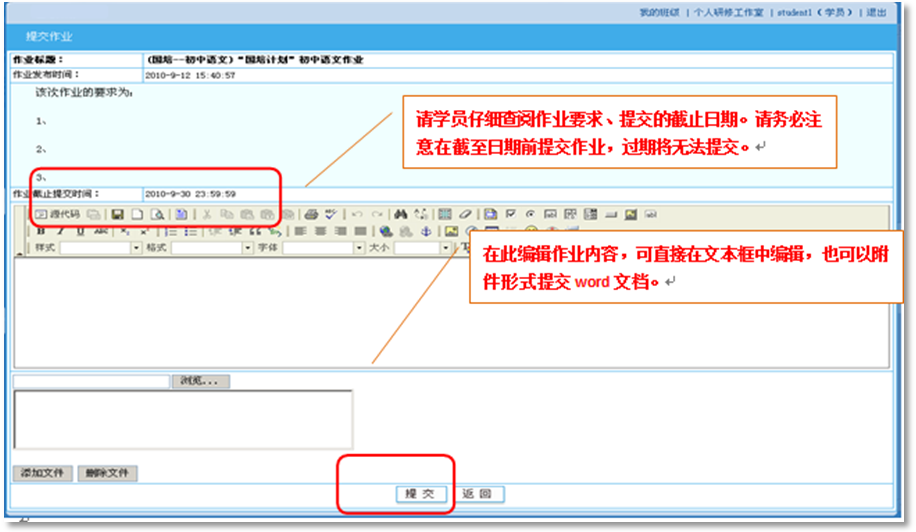 我的班级 | 个人研修工作室 | student1（学员） | 退出
提交作业
作业标题： (国培--初中语文) "国培计划" 初中语文作业
作业发布时间： 2010-9-12 15:40:57
该次作业的要求为:
1、
2、
3、
请学员仔细查阅作业要求、提交的截止日期。请务必注
意在截至日期前提交作业，过期将无法提交。
作业截止提交时间： 2010-9-30 23:59:59
源代码
B I U ABC
样式 格式 字体 大小
在此编辑作业内容，可直接在文本框中编辑，也可以附
件形式提交 word 文档。
浏览...
添加文件 删除文件
提 交 返 回